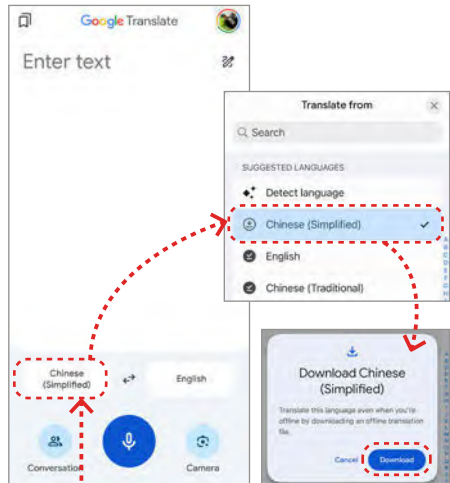 Google Translate
Enter text
Translate from
Search
SUGGESTED LANGUAGES
Detect language
Chinese (Simplified)
English
Chinese (Traditional)
Chinese
(Simplified)
English
Conversation
Camera
Download Chinese
(Simplified)
Translate this language even when you're
offline by downloading an offline translation
file.
Cancel
Download